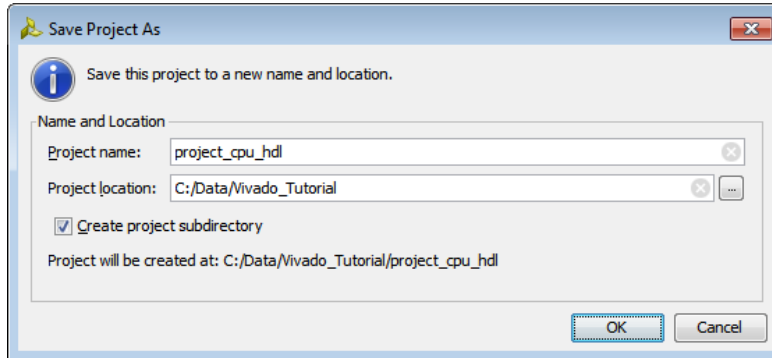 Save Project As
Save this project to a new name and location.
Name and Location
Project name: project_cpu_hdl
Project location: C:/Data/Vivado_Tutorial ...
Create project subdirectory
Project will be created at: C:/Data/Vivado_Tutorial/project_cpu_hdl
OK Cancel